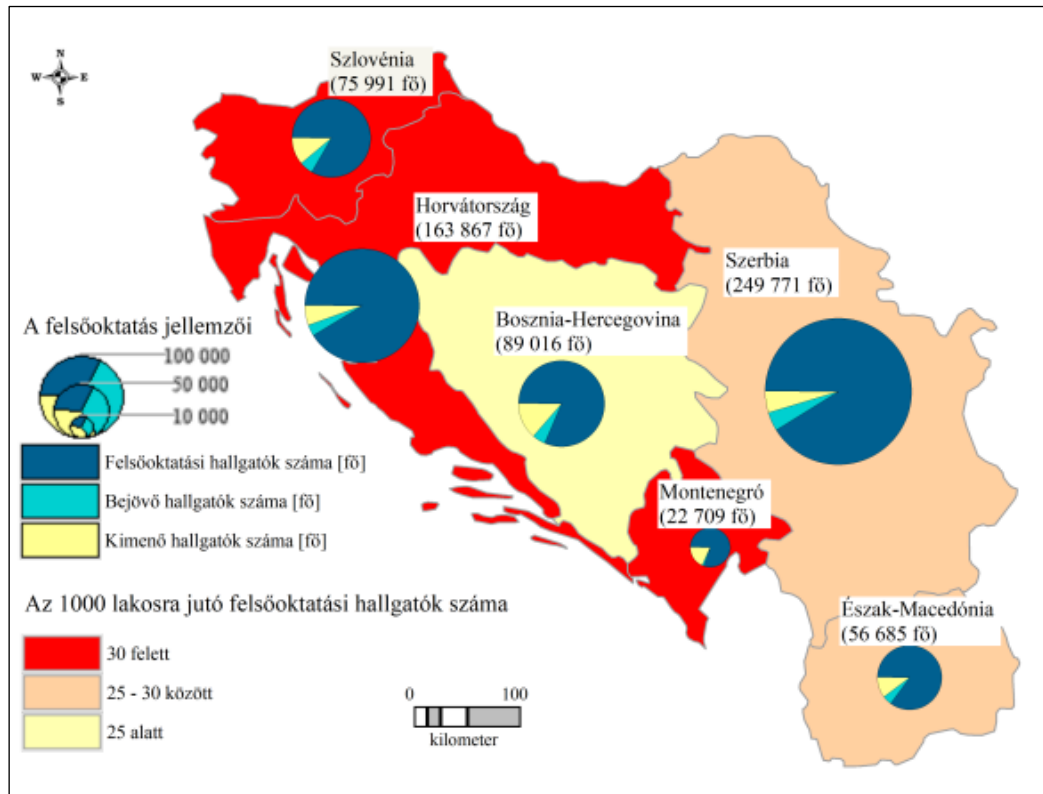 N
W
E
S
Szlovénia
(75 991 fő)
Horvátország
(163 867 fő)
Szerbia
(249 771 fő)
Bosznia-Hercegovina
(89 016 fő)
Montenegró
(22 709 fő)
Észak-Macedónia
(56 685 fő)
A felsőoktatás jellemzői
100 000
50 000
10 000
Felsőoktatási hallgatók száma [fő]
Bejövő hallgatók száma [fő]
Kimenő hallgatók száma [fő]
Az 1000 lakosra jutó felsőoktatási hallgatók száma
30 felett
25 - 30 között
25 alatt
0 100
kilometer